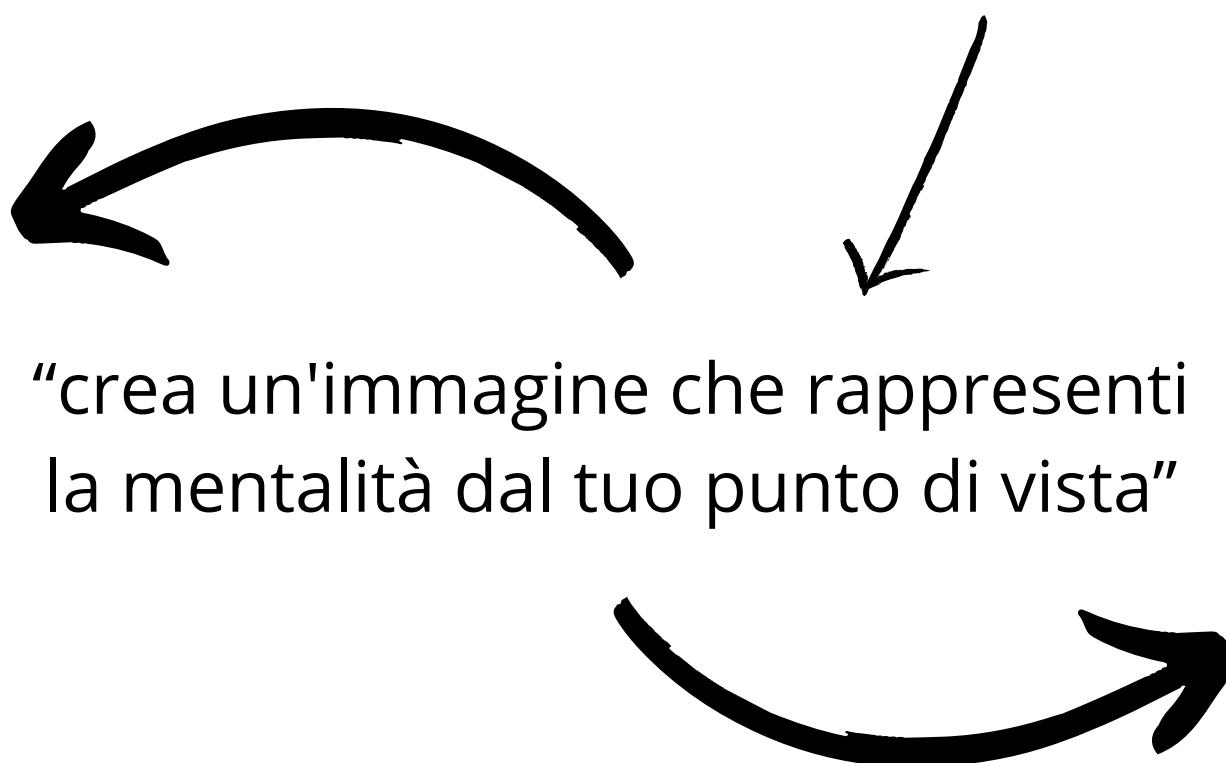 “crea un'immagine che rappresenti
la mentalità dal tuo punto di vista”